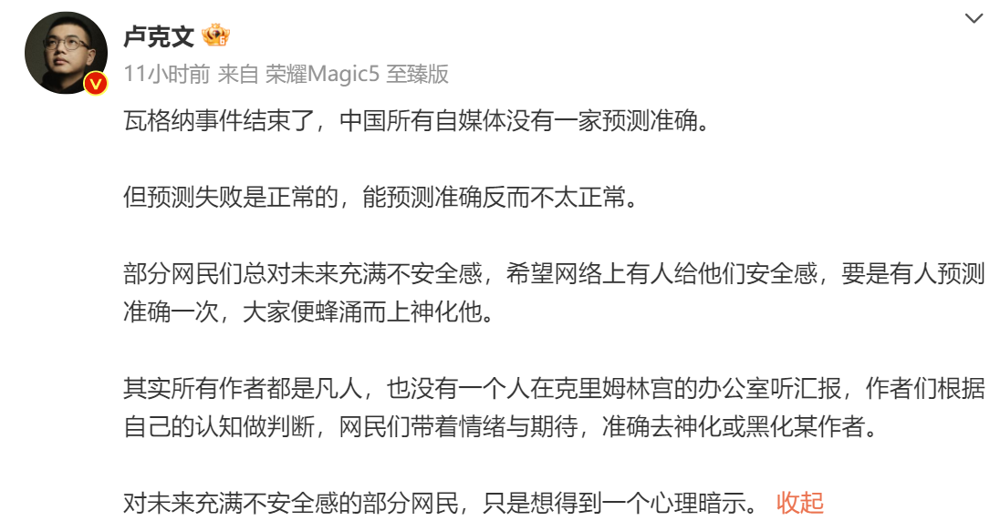 卢克文
11小时前 来自 荣耀Magic5 至臻版
瓦格纳事件结束了，中国所有自媒体没有一家预测准确。
但预测失败是正常的，能预测准确反而不太正常。
部分网民们总对未来充满不安全感，希望网络上有人给他们安全感，要是有人预测
准确一次，大家便蜂涌而上神化他。
其实所有作者都是凡人，也没有一个人在克里姆林宫的办公室听汇报，作者们根据
自己的认知做判断，网民们带着情绪与期待，准确去神化或黑化某作者。
对未来充满不安全感的部分网民，只是想得到一个心理暗示。 收起